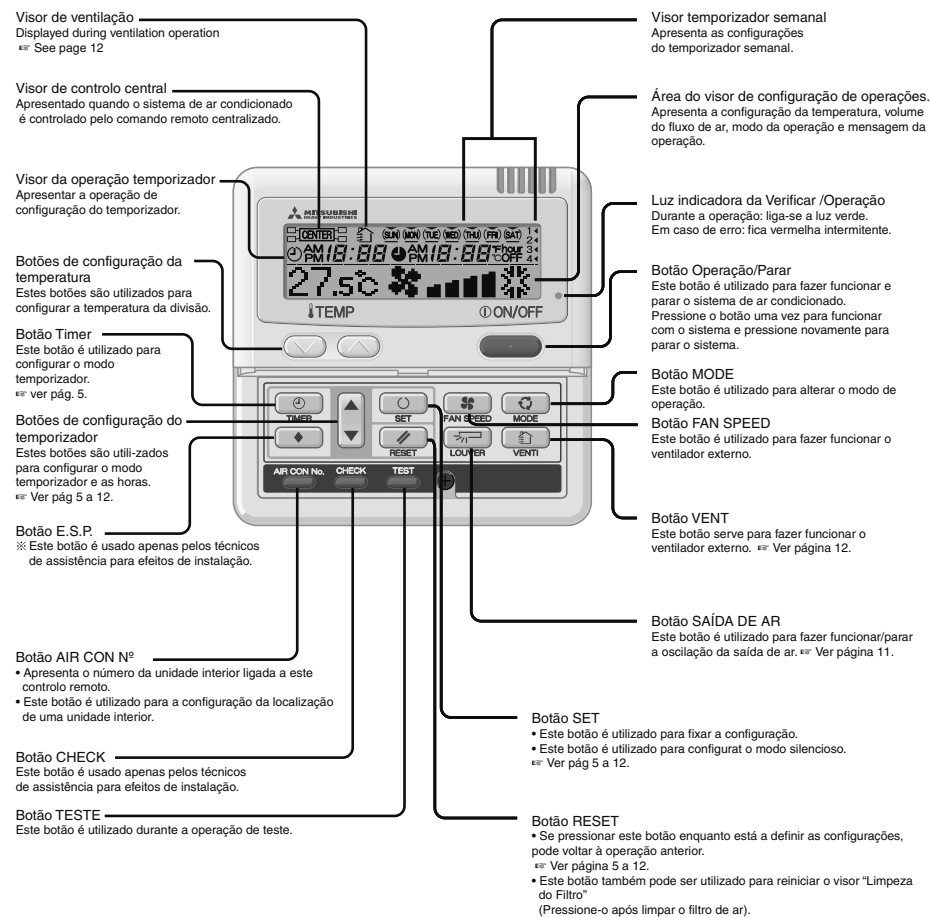 Visor de ventilação
Displayed during ventilation operation
☞ See page 12
Visor de controlo central
Apresentado quando o sistema de ar condicionado
é controlado pelo comando remoto centralizado.
Visor da operação temporizador
Apresentar a operação de
configuração do temporizador.
Botões de configuração da
temperatura
Estes botões são utilizados para
configurar a temperatura da divisão.
Botão Timer
Este botão é utilizado para
configurar o modo
temporizador.
☞ ver pág. 5.
Botões de configuração do
temporizador
Estes botões são utili-zados
para configurar o modo
temporizador e as horas.
☞ Ver pág 5 a 12.
Botão E.S.P.
※ Este botão é usado apenas pelos técnicos
de assistência para efeitos de instalação.
Botão AIR CON Nº
• Apresenta o número da unidade interior ligada a este
controlo remoto.
• Este botão é utilizado para a configuração da localização
de uma unidade interior.
Botão CHECK
Este botão é usado apenas pelos técnicos
de assistência para efeitos de instalação.
Botão TESTE
Este botão é utilizado durante a operação de teste.
MITSUBISHI
HEAVY INDUSTRIES
CENTER
SUN MON TUE WED THU FRI SAT
1
2
3
4
AM
PM 18:88
AM
PM 18:88 °F hour
°C OFF
27.5°C
TEMP
ON/OFF
TIMER
SET
FAN SPEED
MODE
RESET
LOUVER
VENTI
AIR CON No.
CHECK
TEST
Visor temporizador semanal
Apresenta as configurações
do temporizador semanal.
Área do visor de configuração de operações.
Apresenta a configuração da temperatura, volume
do fluxo de ar, modo da operação e mensagem da
operação.
Luz indicadora da Verificar /Operação
Durante a operação: liga-se a luz verde.
Em caso de erro: fica vermelha intermitente.
Botão Operação/Parar
Este botão é utilizado para fazer funcionar e
parar o sistema de ar condicionado.
Pressione o botão uma vez para funcionar
com o sistema e pressione novamente para
parar o sistema.
Botão MODE
Este botão é utilizado para alterar o modo de
operação.
Botão FAN SPEED
Este botão é utilizado para fazer funcionar o
ventilador externo.
Botão VENT
Este botão serve para fazer funcionar o
ventilador externo. ☞ Ver página 12.
Botão SAÍDA DE AR
Este botão é utilizado para fazer funcionar/parar
a oscilação da saída de ar. ☞ Ver página 11.
Botão SET
• Este botão é utilizado para fixar a configuração.
• Este botão é utilizado para configurat o modo silencioso.
☞ Ver pág 5 a 12.
Botão RESET
• Se pressionar este botão enquanto está a definir as configurações,
pode voltar à operação anterior.
☞ Ver página 5 a 12.
• Este botão também pode ser utilizado para reiniciar o visor “Limpeza
do Filtro”
(Pressione-o após limpar o filtro de ar).